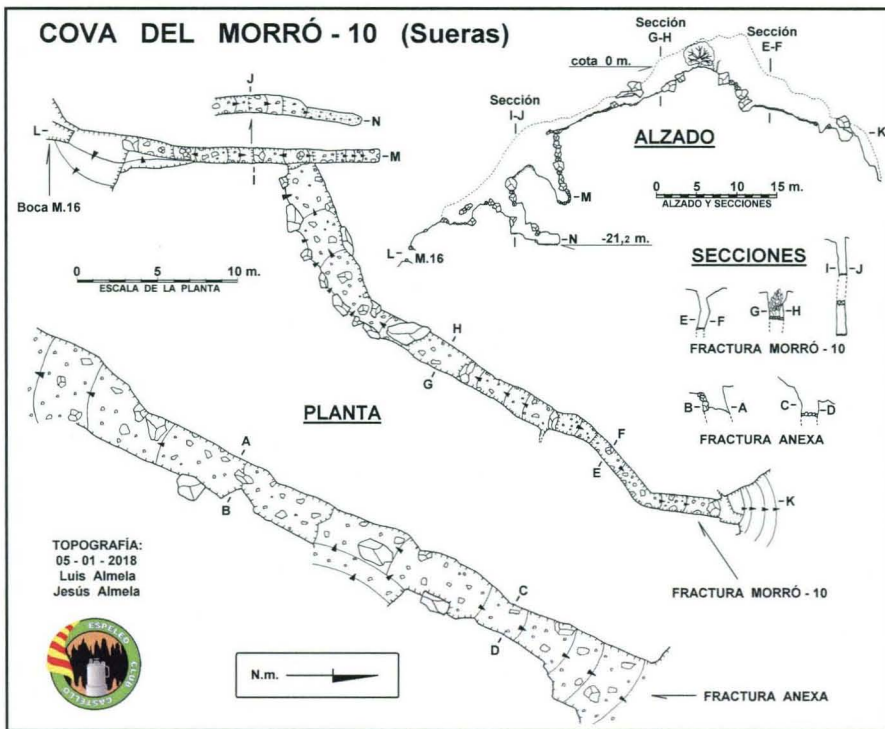 COVA DEL MORRÓ - 10 (Sueras)
Sección
G-H
Sección
E-F
cota 0 m.
Sección
I-J
J
N
L
M
I
K
ALZADO
M
0 5 10 15 m.
ALZADO Y SECCIONES
Boca M.16
N
-21,2 m.
L
M.16
I
SECCIONES
I J
0 10 m.
ESCALA DE LA PLANTA
E F
G H
FRACTURA MORRÓ - 10
H
G
B A
C D
FRACTURA ANEXA
PLANTA
A
B
F
E
K
TOPOGRAFÍA:
05 - 01 - 2018
Luis Almela
Jesús Almela
FRACTURA MORRÓ - 10
C
D
ESPELEO CLUB
CASTELLÓ
N.m.
FRACTURA ANEXA